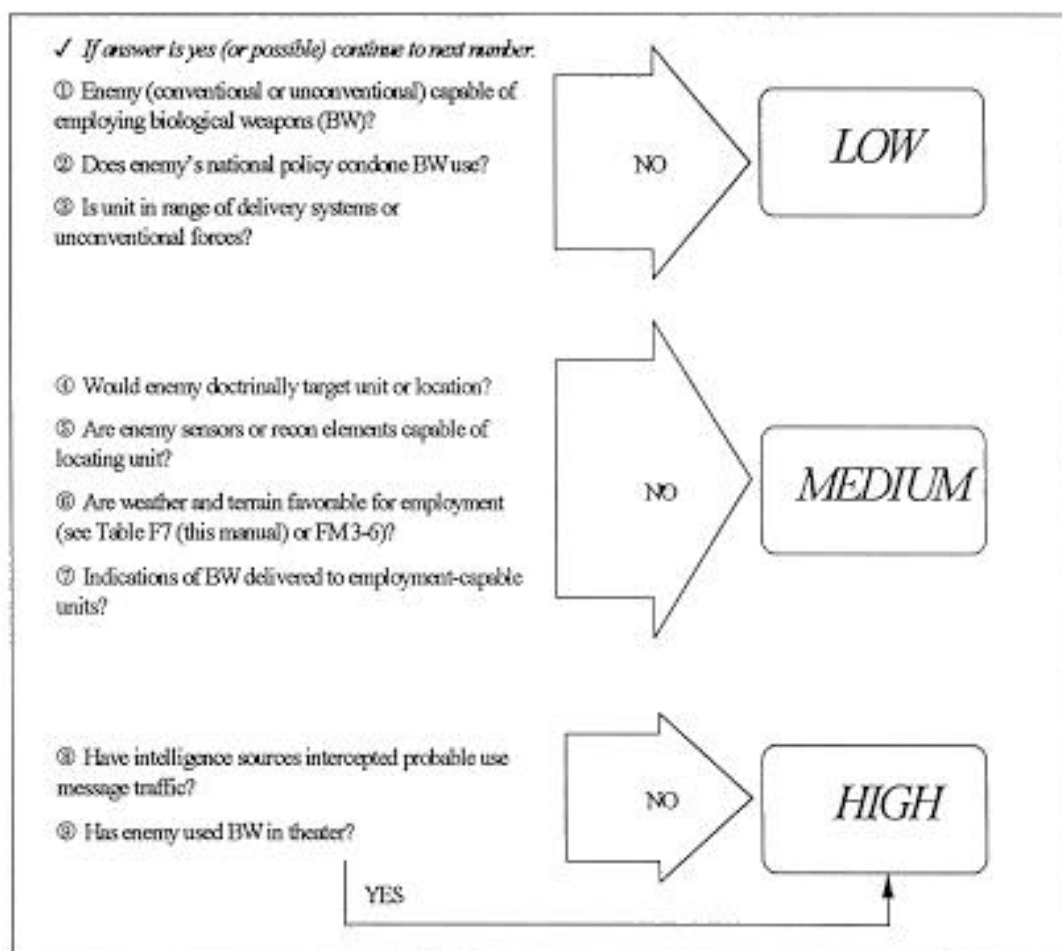 ✓ If answer is yes (or possible) continue to next number.
① Enemy (conventional or unconventional) capable of
employing biological weapons (BW)?
② Does enemy's national policy condone BW use?
③ Is unit in range of delivery systems or
unconventional forces?
NO
LOW
④ Would enemy doctrinally target unit or location?
⑤ Are enemy sensors or recon elements capable of
locating unit?
⑥ Are weather and terrain favorable for employment
(see Table F7 (this manual) or FM 3-6)?
⑦ Indications of BW delivered to employment-capable
units?
NO
MEDIUM
⑧ Have intelligence sources intercepted probable use
message traffic?
⑨ Has enemy used BW in theater?
NO
HIGH
YES